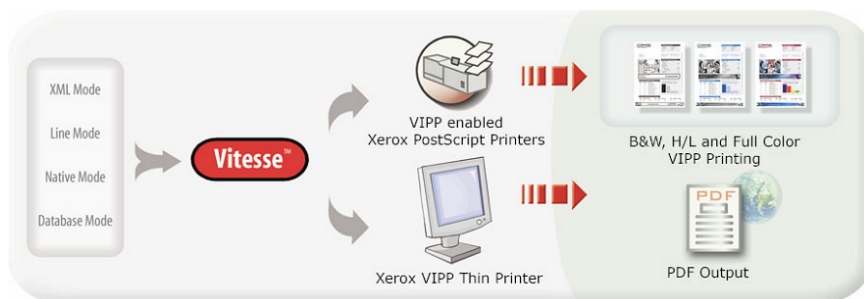 XML Mode
Line Mode
Native Mode
Database Mode
Vitesse™
VIPP enabled
Xerox PostScript Printers
Xerox VIPP Thin Printer
B&W, H/L and Full Color
VIPP Printing
PDF
PDF Output